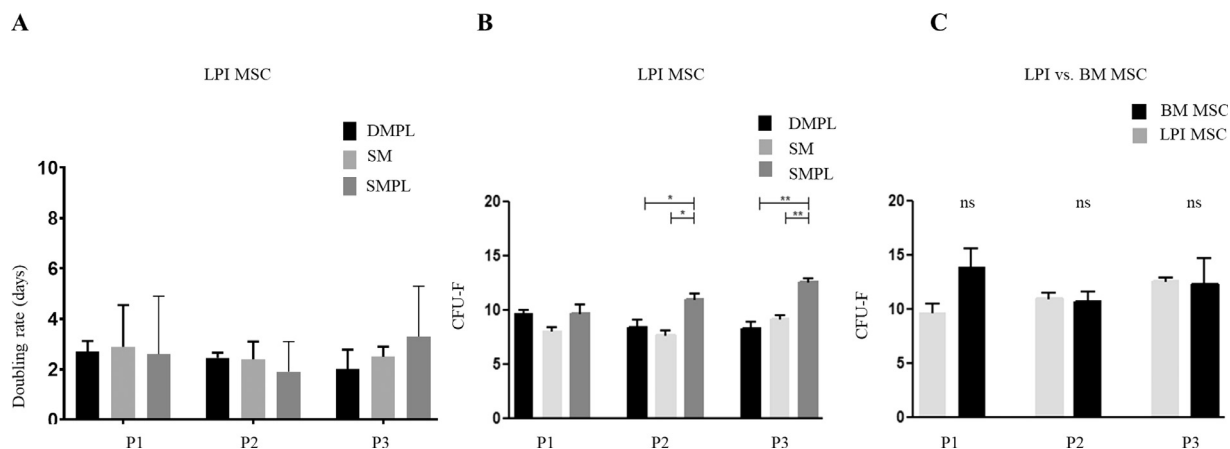 A
LPI MSC
DMPL
SM
SMPL
10
8
6
4
2
0
Doubling rate (days)
P1
P2
P3
B
LPI MSC
DMPL
SM
SMPL
20
15
10
5
0
CFU-F
*
*
**
**
P1
P2
P3
C
LPI vs. BM MSC
BM MSC
LPI MSC
20
15
10
5
0
CFU-F
ns
ns
ns
P1
P2
P3